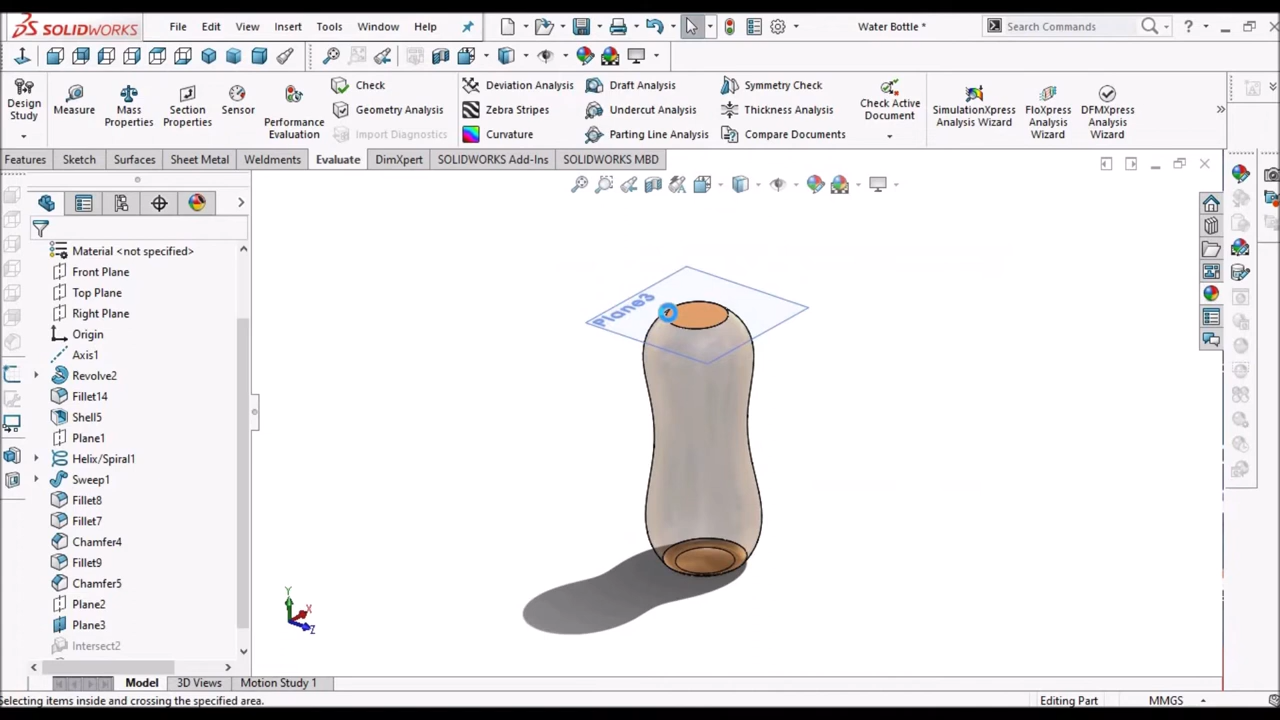 SOLIDWORKS File Edit View Insert Tools Window Help Water Bottle * Search Commands
Design Study Measure Mass Properties Section Properties Sensor Performance Evaluation
Check
Geometry Analysis
Import Diagnostics
Deviation Analysis
Zebra Stripes
Curvature
Draft Analysis
Undercut Analysis
Parting Line Analysis
Symmetry Check
Thickness Analysis
Compare Documents
Check Active Document
SimulationXpress Analysis Wizard
FloXpress Analysis Wizard
DFMXpress Analysis Wizard
Features Sketch Surfaces Sheet Metal Weldments Evaluate DimXpert SOLIDWORKS Add-Ins SOLIDWORKS MBD
Material <not specified>
Front Plane
Top Plane
Right Plane
Origin
Axis1
Revolve2
Fillet14
Shell5
Plane1
Helix/Spiral1
Sweep1
Fillet8
Fillet7
Chamfer4
Fillet9
Chamfer5
Plane2
Plane3
Intersect2
Plane3
Y
X
Z
Model 3D Views Motion Study 1
Selecting items inside and crossing the specified area. Editing Part MMGS